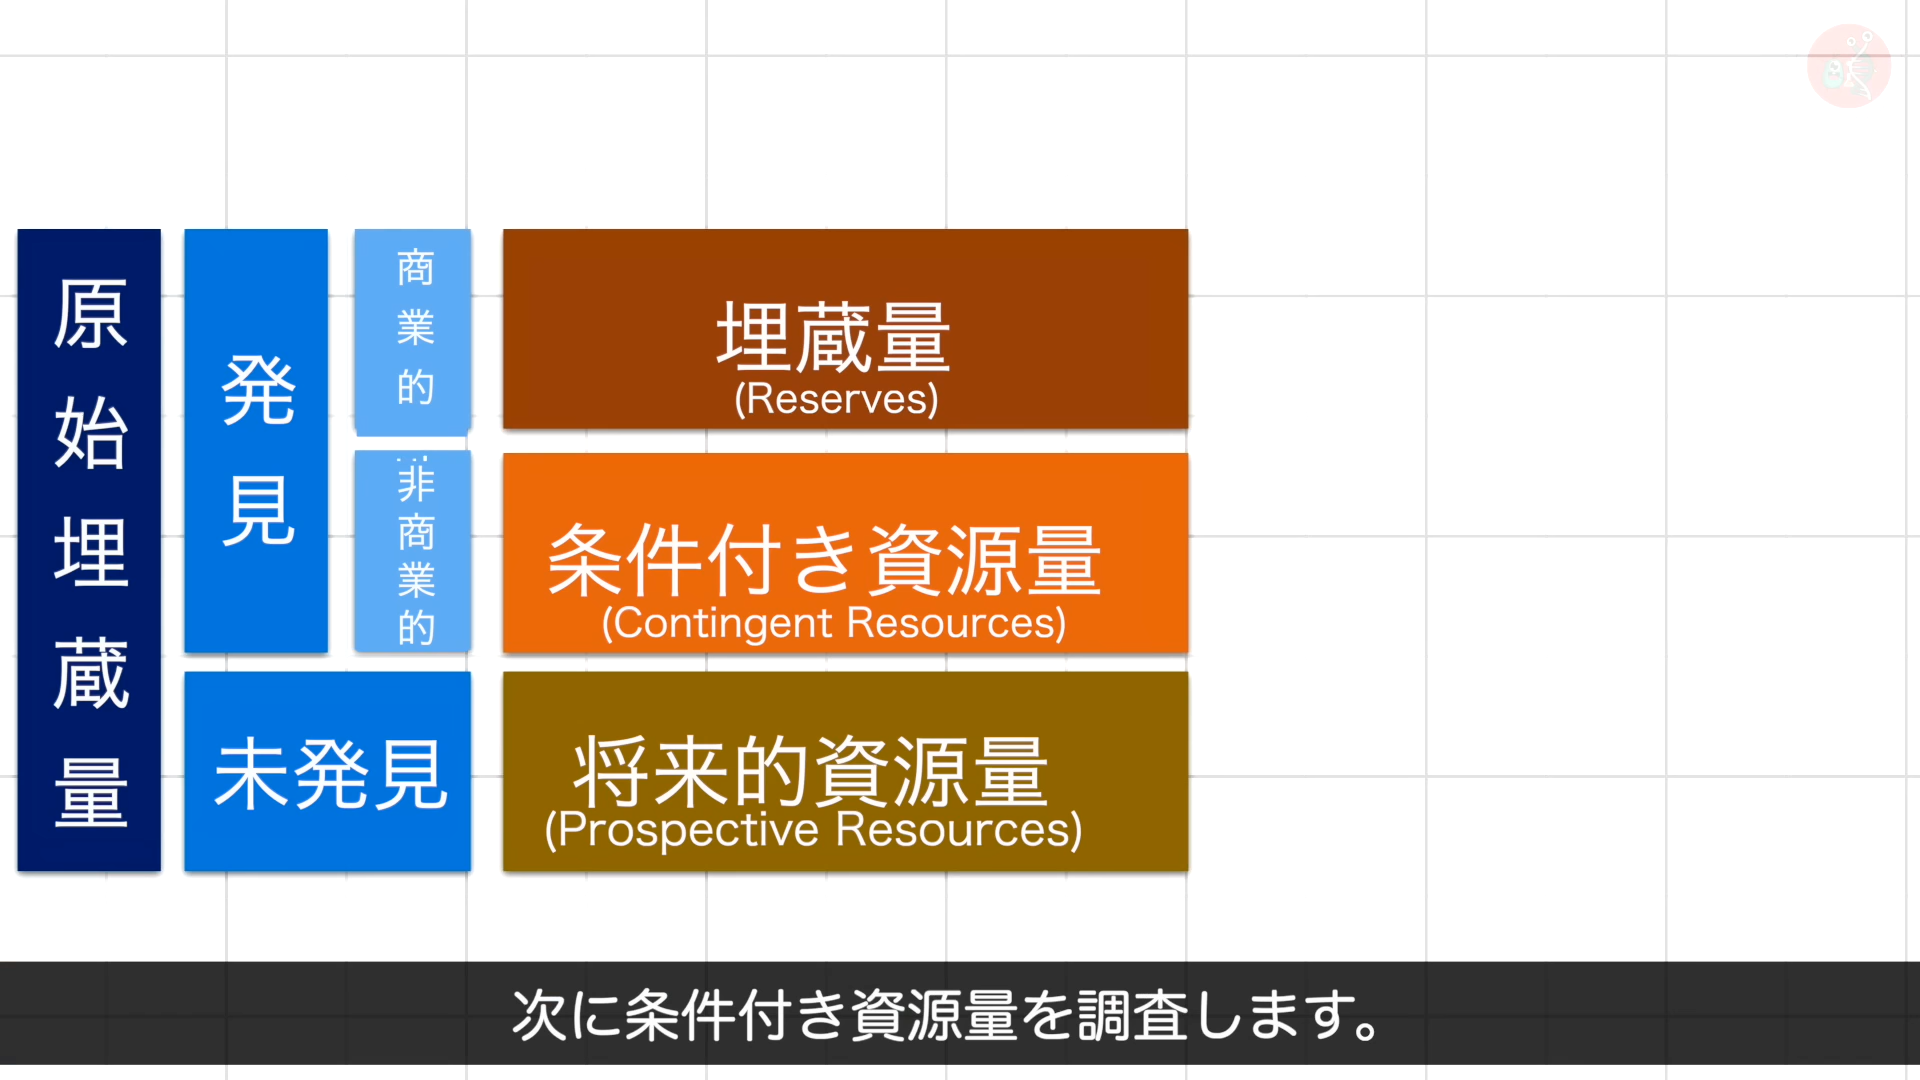 原始埋蔵量
発見
商業的
非商業的
未発見
埋蔵量
(Reserves)
条件付き資源量
(Contingent Resources)
将来的資源量
(Prospective Resources)
次に条件付き資源量を調査します。